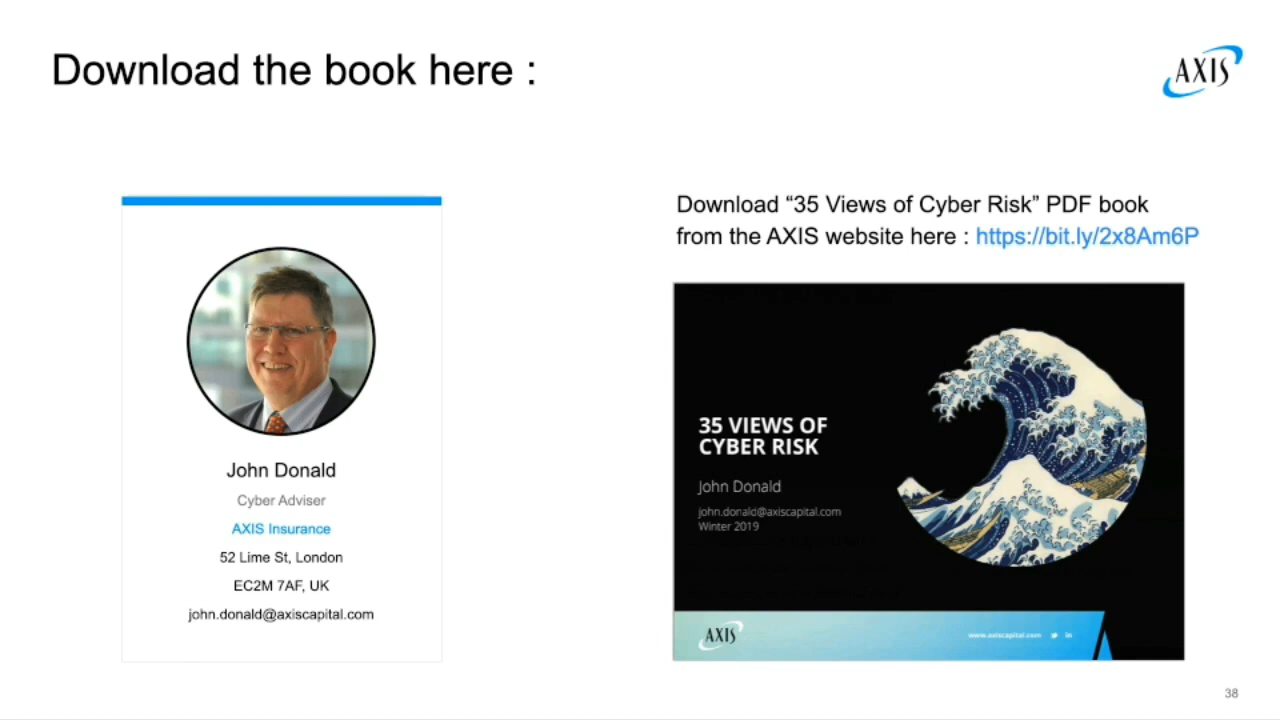 Download the book here :
AXIS
John Donald
Cyber Adviser
AXIS Insurance
52 Lime St, London
EC2M 7AF, UK
john.donald@axiscapital.com
Download “35 Views of Cyber Risk” PDF book
from the AXIS website here : https://bit.ly/2x8Am6P
35 VIEWS OF
CYBER RISK
John Donald
john.donald@axiscapital.com
Winter 2019
AXIS
www.axiscapital.com
in
38